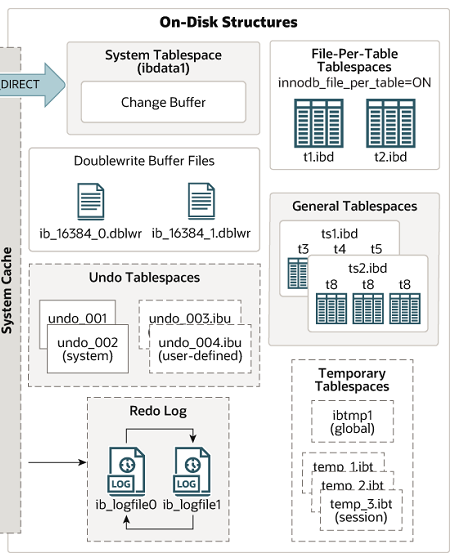 On-Disk Structures
_DIRECT
System Cache
System Tablespace
(ibdata1)
Change Buffer
File-Per-Table
Tablespaces
innodb_file_per_table=ON
t1.ibd
t2.ibd
Doublewrite Buffer Files
ib_16384_0.dblwr
ib_16384_1.dblwr
General Tablespaces
ts1.ibd
t3 t4 t5
ts2.ibd
t8 t8 t8
Undo Tablespaces
undo_001
undo_002
(system)
undo_003.ibu
undo_004.ibu
(user-defined)
Temporary
Tablespaces
ibtmp1
(global)
temp_1.ibt
temp_2.ibt
temp_3.ibt
(session)
Redo Log
LOG
LOG
ib_logfile0
ib_logfile1